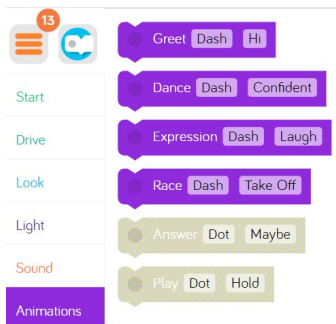 13
Greet Dash Hi
Start
Dance Dash Confident
Drive
Expression Dash Laugh
Look
Race Dash Take Off
Light
Answer Dot Maybe
Sound
Play Dot Hold
Animations